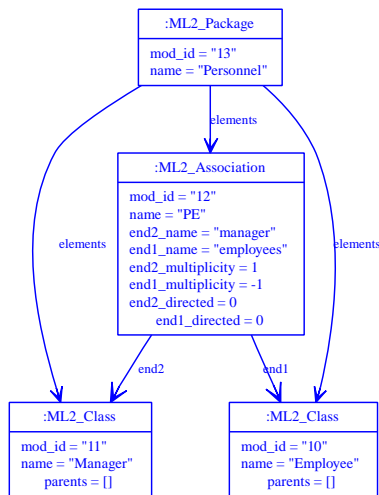 :ML2_Package
mod_id = "13"
name = "Personnel"
elements
:ML2_Association
mod_id = "12"
name = "PE"
end2_name = "manager"
end1_name = "employees"
end2_multiplicity = 1
end1_multiplicity = -1
end2_directed = 0
end1_directed = 0
elements
elements
end2
end1
:ML2_Class
mod_id = "11"
name = "Manager"
parents = []
:ML2_Class
mod_id = "10"
name = "Employee"
parents = []